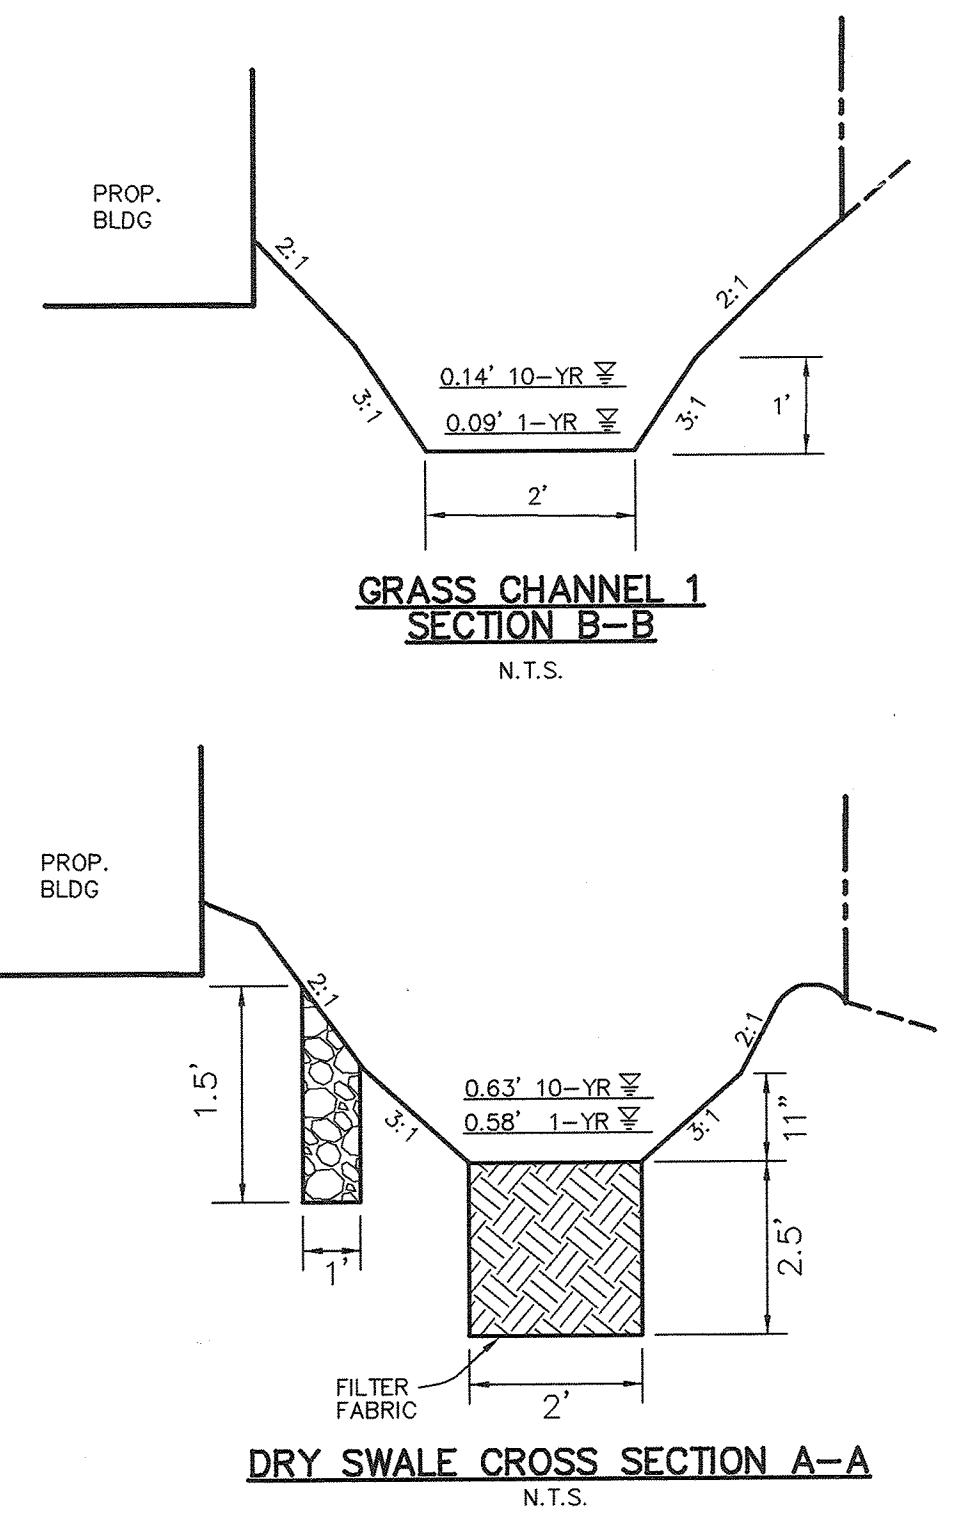 PROP.
BLDG
2:1
2:1
3:1
0.14' 10-YR
0.09' 1-YR
3:1
1'
2'
GRASS CHANNEL 1
SECTION B-B
N.T.S.
PROP.
BLDG
2:1
2:1
1.5'
3:1
0.63' 10-YR
0.58' 1-YR
3:1
11"
2.5'
1'
FILTER
FABRIC
2'
DRY SWALE CROSS SECTION A-A
N.T.S.